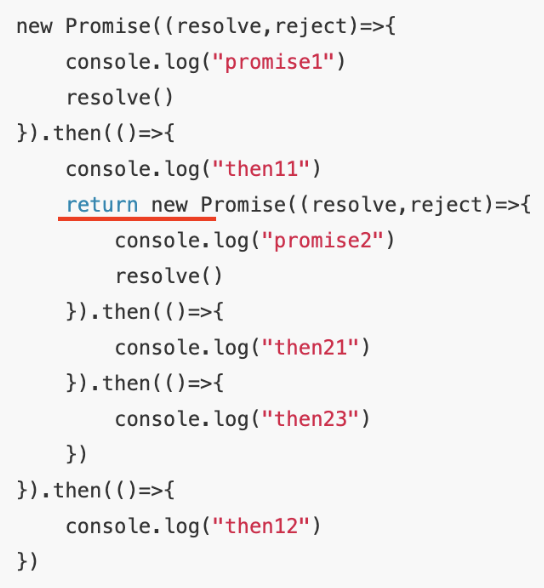 new Promise((resolve,reject)=>{
    console.log("promise1")
    resolve()
}).then(()=>{
    console.log("then11")
    return new Promise((resolve,reject)=>{
        console.log("promise2")
        resolve()
    }).then(()=>{
        console.log("then21")
    }).then(()=>{
        console.log("then23")
    })
}).then(()=>{
    console.log("then12")
})